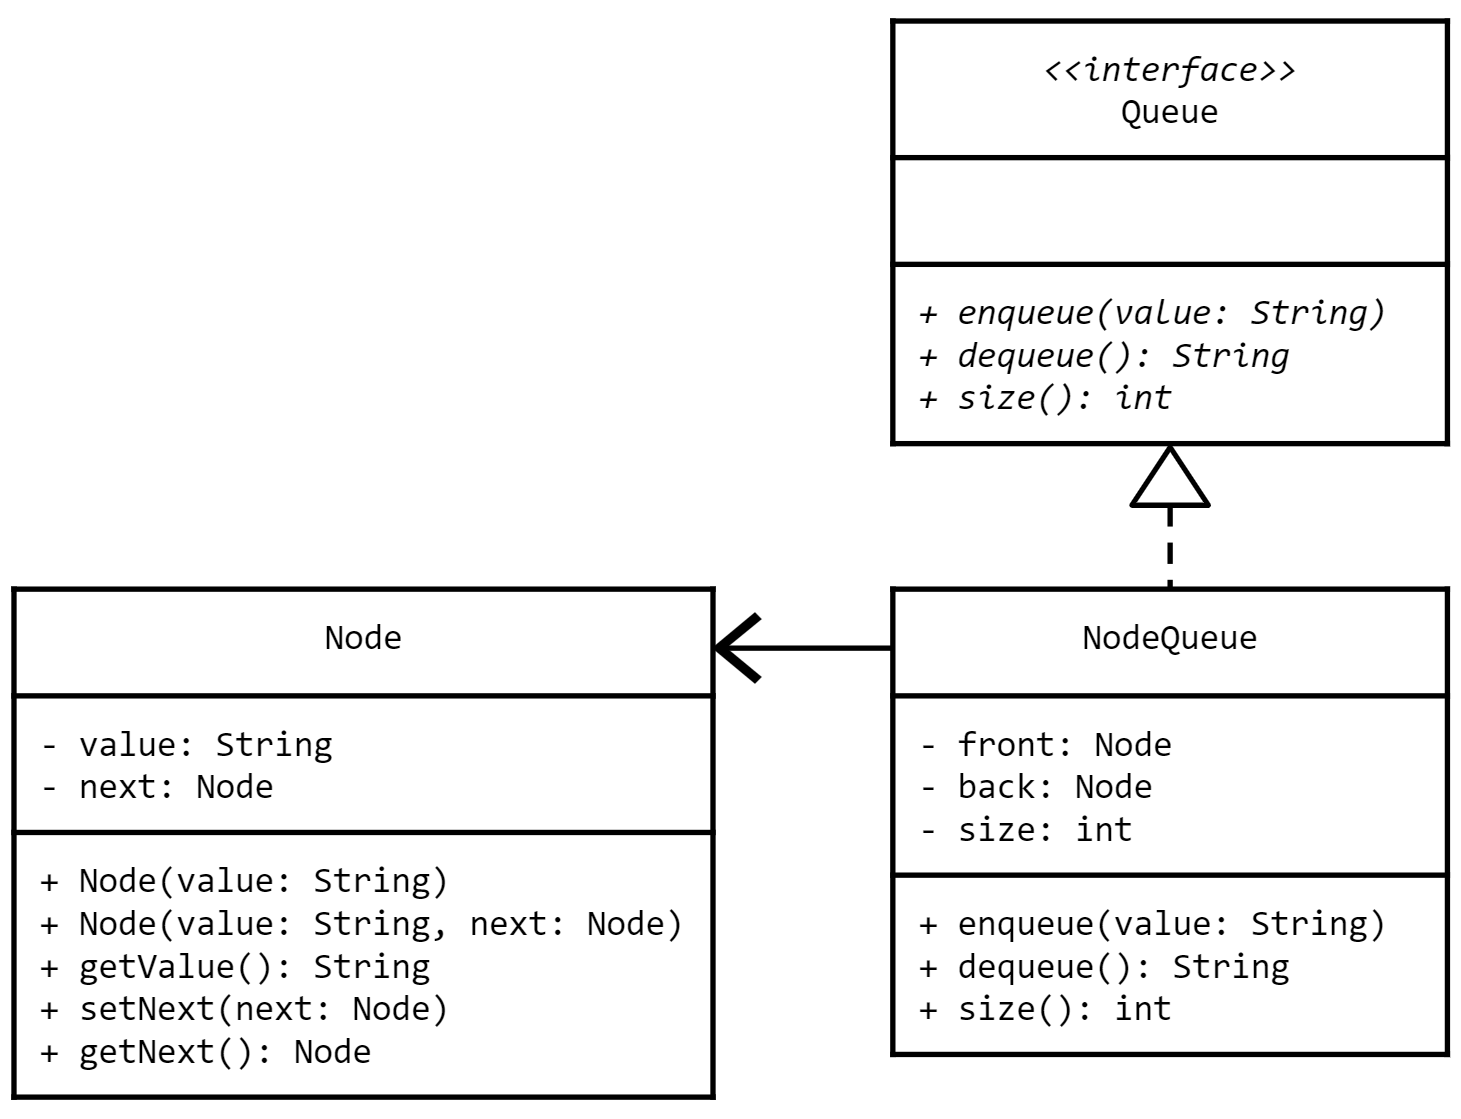 <<interface>>
Queue
+ enqueue(value: String)
+ dequeue(): String
+ size(): int
Node
- value: String
- next: Node
+ Node(value: String)
+ Node(value: String, next: Node)
+ getValue(): String
+ setNext(next: Node)
+ getNext(): Node
NodeQueue
- front: Node
- back: Node
- size: int
+ enqueue(value: String)
+ dequeue(): String
+ size(): int